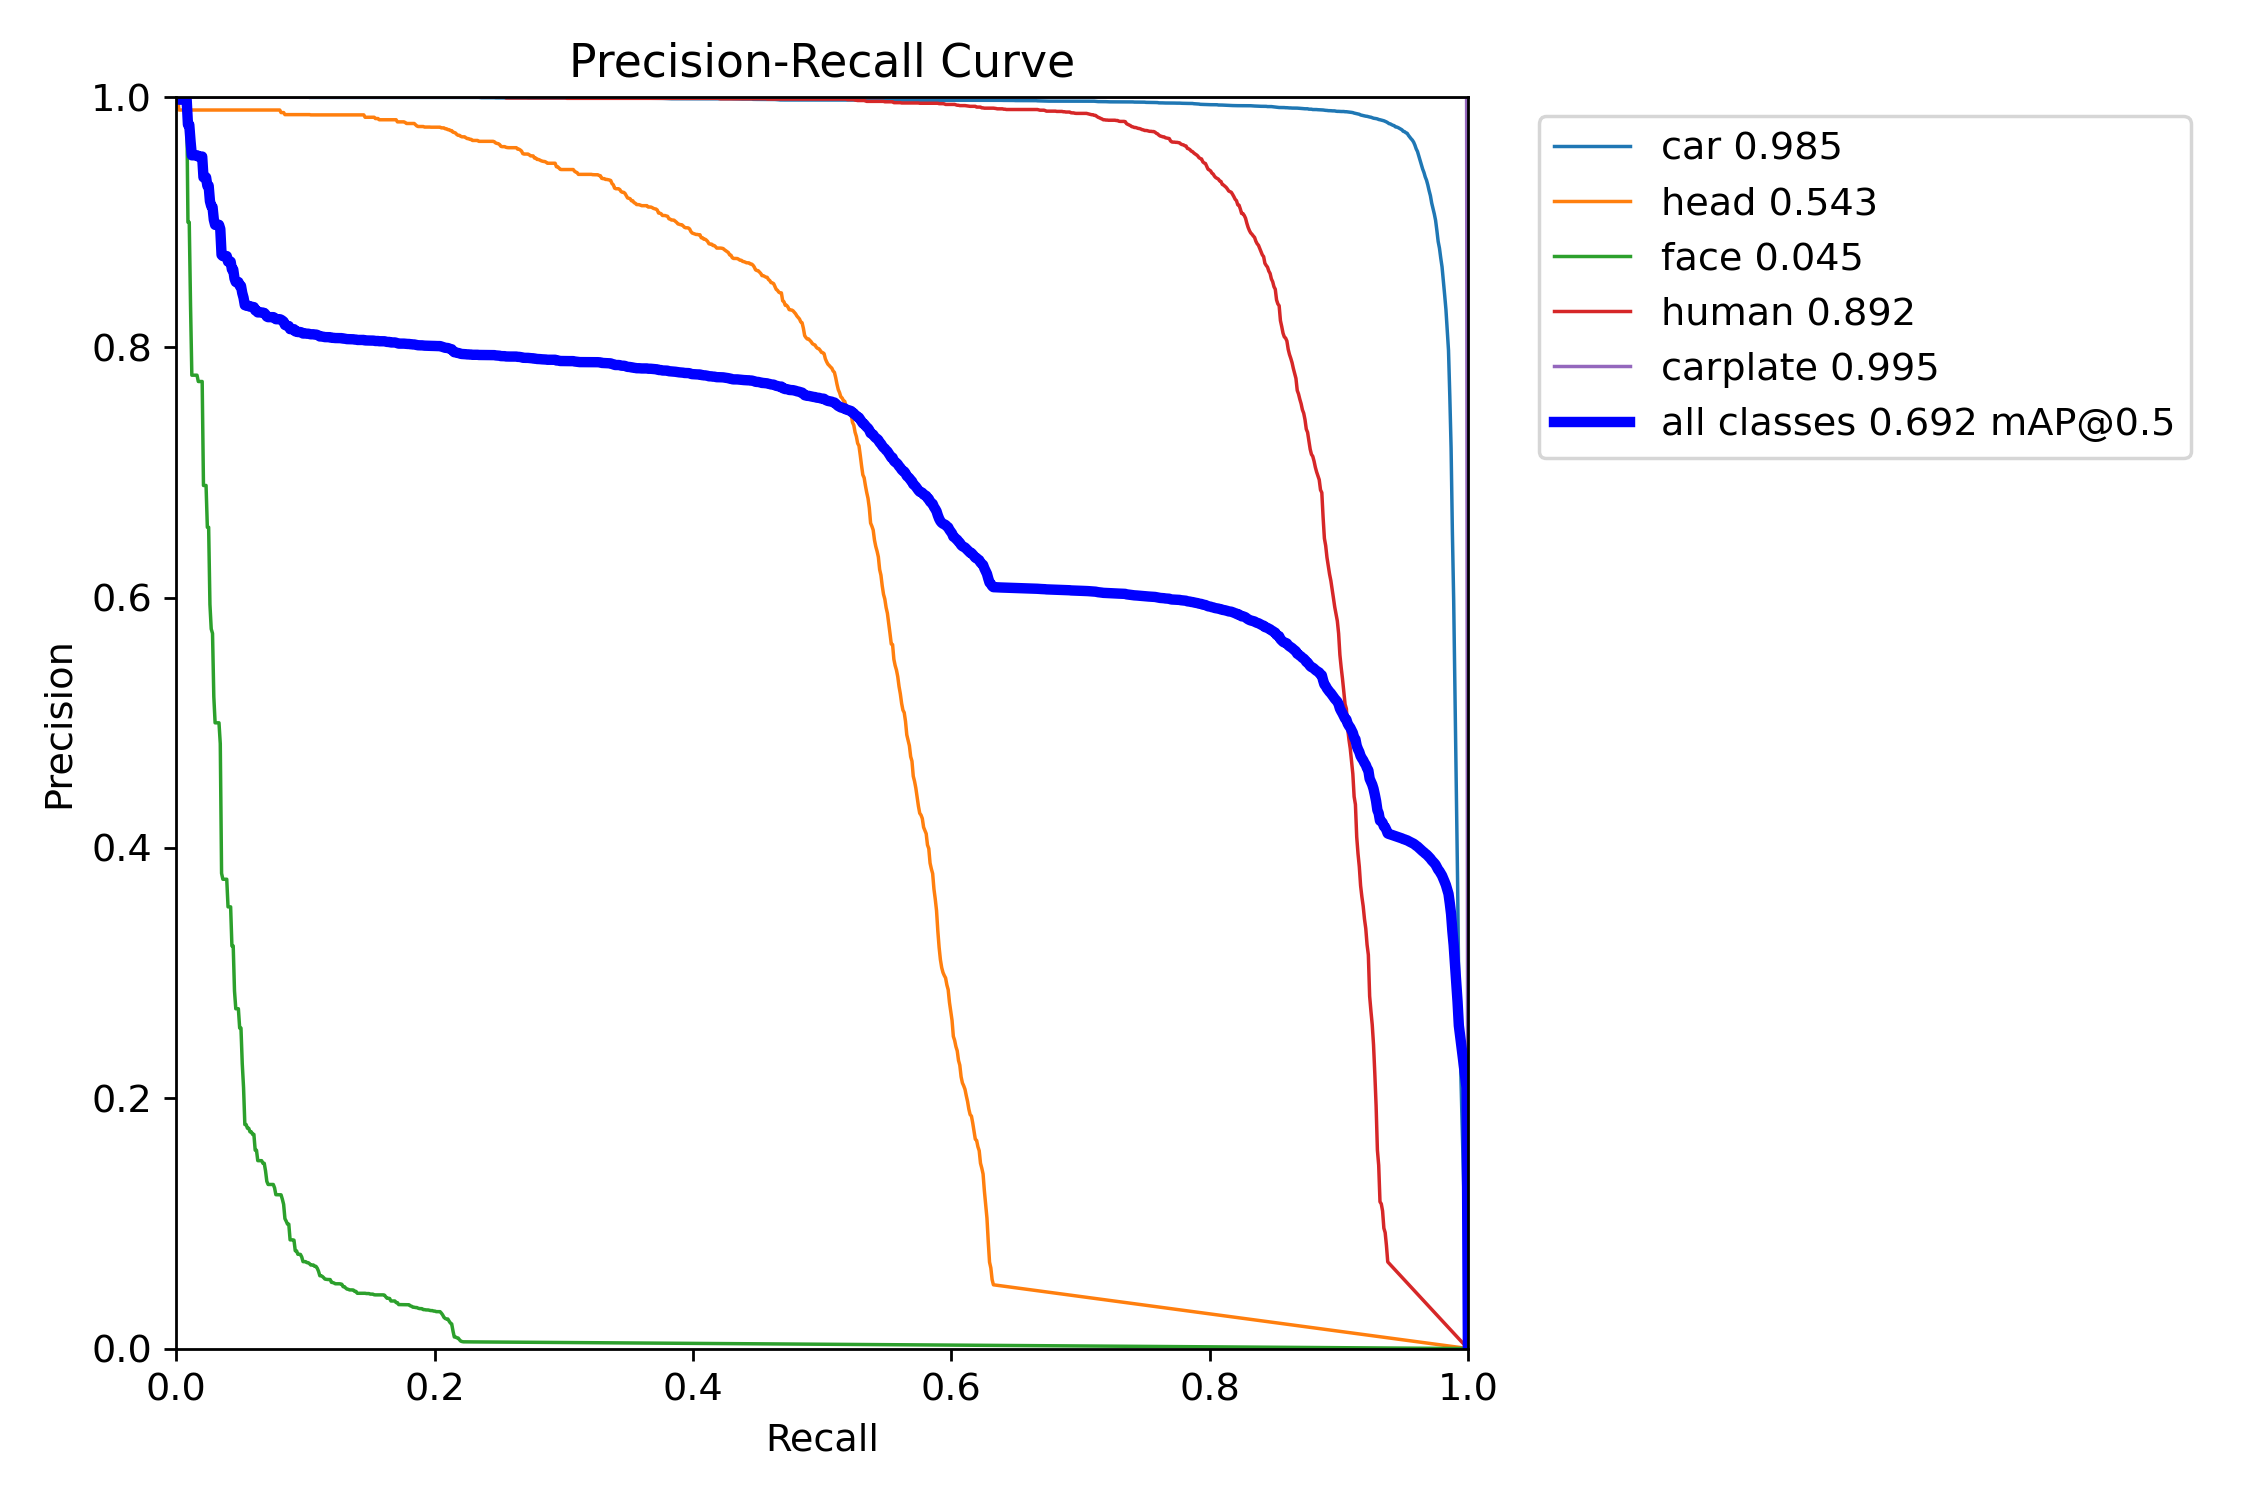 Precision-Recall Curve
1.0
0.8
0.6
0.4
0.2
0.0
Precision
0.0 0.2 0.4 0.6 0.8 1.0
Recall
car 0.985
head 0.543
face 0.045
human 0.892
carplate 0.995
all classes 0.692 mAP@0.5